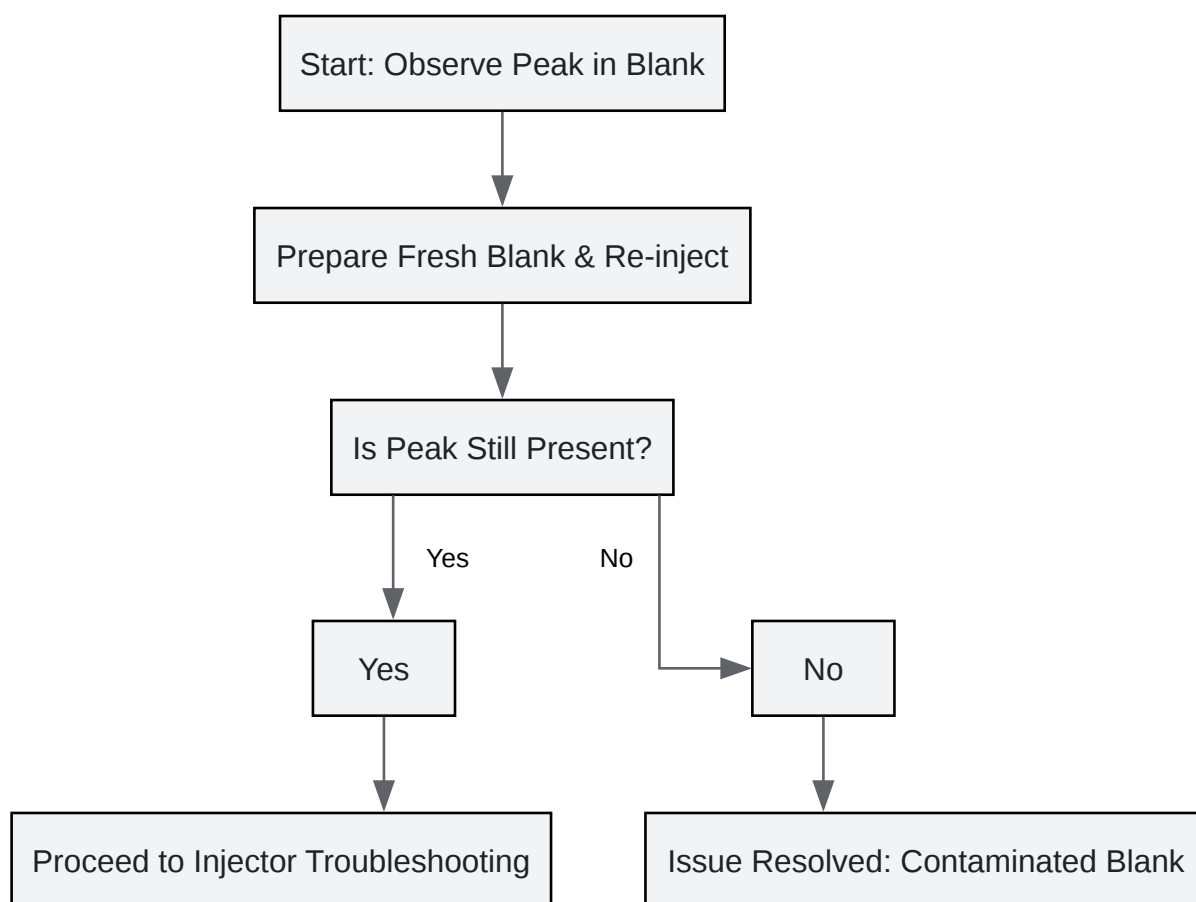 Start: Observe Peak in Blank
Prepare Fresh Blank & Re-inject
Is Peak Still Present?
Yes
No
Yes
No
Proceed to Injector Troubleshooting
Issue Resolved: Contaminated Blank